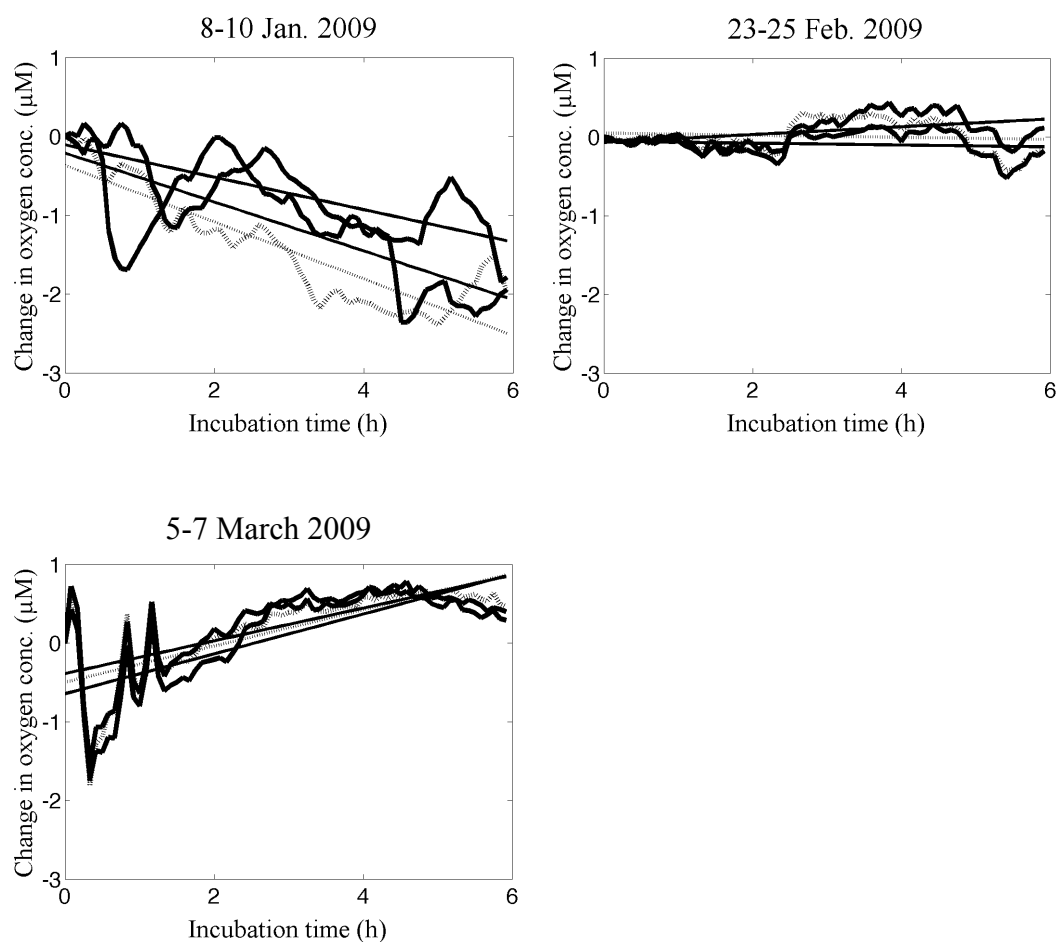 8-10 Jan. 2009
Change in oxygen conc. (µM)
1
0
-1
-2
-3
0 2 4 6
Incubation time (h)
23-25 Feb. 2009
Change in oxygen conc. (µM)
1
0
-1
-2
-3
0 2 4 6
Incubation time (h)
5-7 March 2009
Change in oxygen conc. (µM)
1
0
-1
-2
-3
0 2 4 6
Incubation time (h)